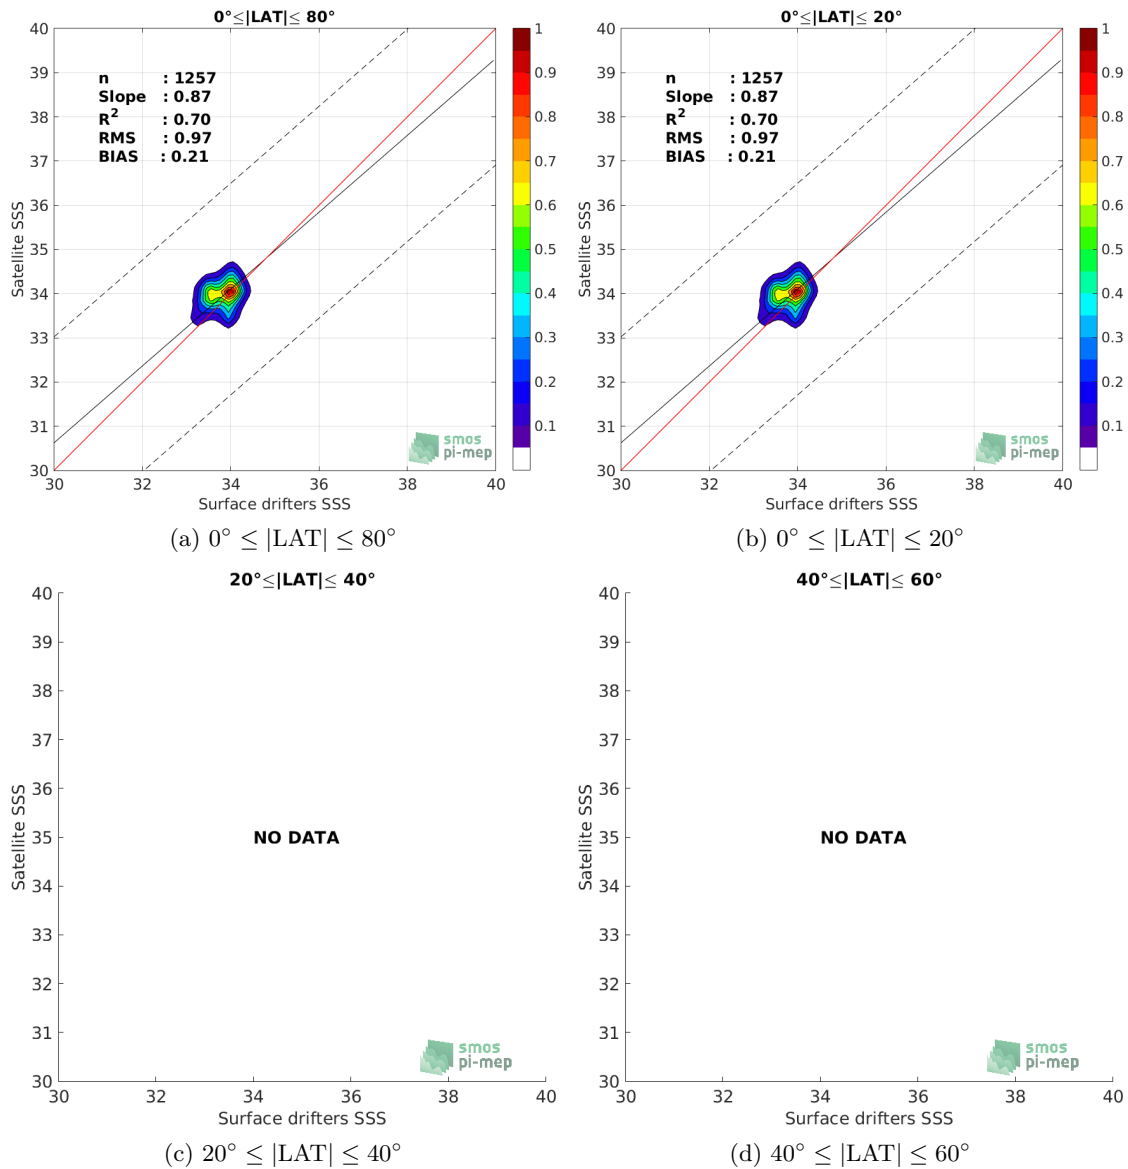 0°≤|LAT|≤ 80°
40
39
38
37
36
35
34
33
32
31
30
Satellite SSS
n : 1257
Slope : 0.87
R² : 0.70
RMS : 0.97
BIAS : 0.21
smos
pi-mep
30 32 34 36 38 40
Surface drifters SSS
1
0.9
0.8
0.7
0.6
0.5
0.4
0.3
0.2
0.1
(a) 0° ≤ |LAT| ≤ 80°
0°≤|LAT|≤ 20°
40
39
38
37
36
35
34
33
32
31
30
Satellite SSS
n : 1257
Slope : 0.87
R² : 0.70
RMS : 0.97
BIAS : 0.21
smos
pi-mep
30 32 34 36 38 40
Surface drifters SSS
1
0.9
0.8
0.7
0.6
0.5
0.4
0.3
0.2
0.1
(b) 0° ≤ |LAT| ≤ 20°
20°≤|LAT|≤ 40°
40
39
38
37
36
35
34
33
32
31
30
Satellite SSS
NO DATA
smos
pi-mep
30 32 34 36 38 40
Surface drifters SSS
(c) 20° ≤ |LAT| ≤ 40°
40°≤|LAT|≤ 60°
40
39
38
37
36
35
34
33
32
31
30
Satellite SSS
NO DATA
smos
pi-mep
30 32 34 36 38 40
Surface drifters SSS
(d) 40° ≤ |LAT| ≤ 60°